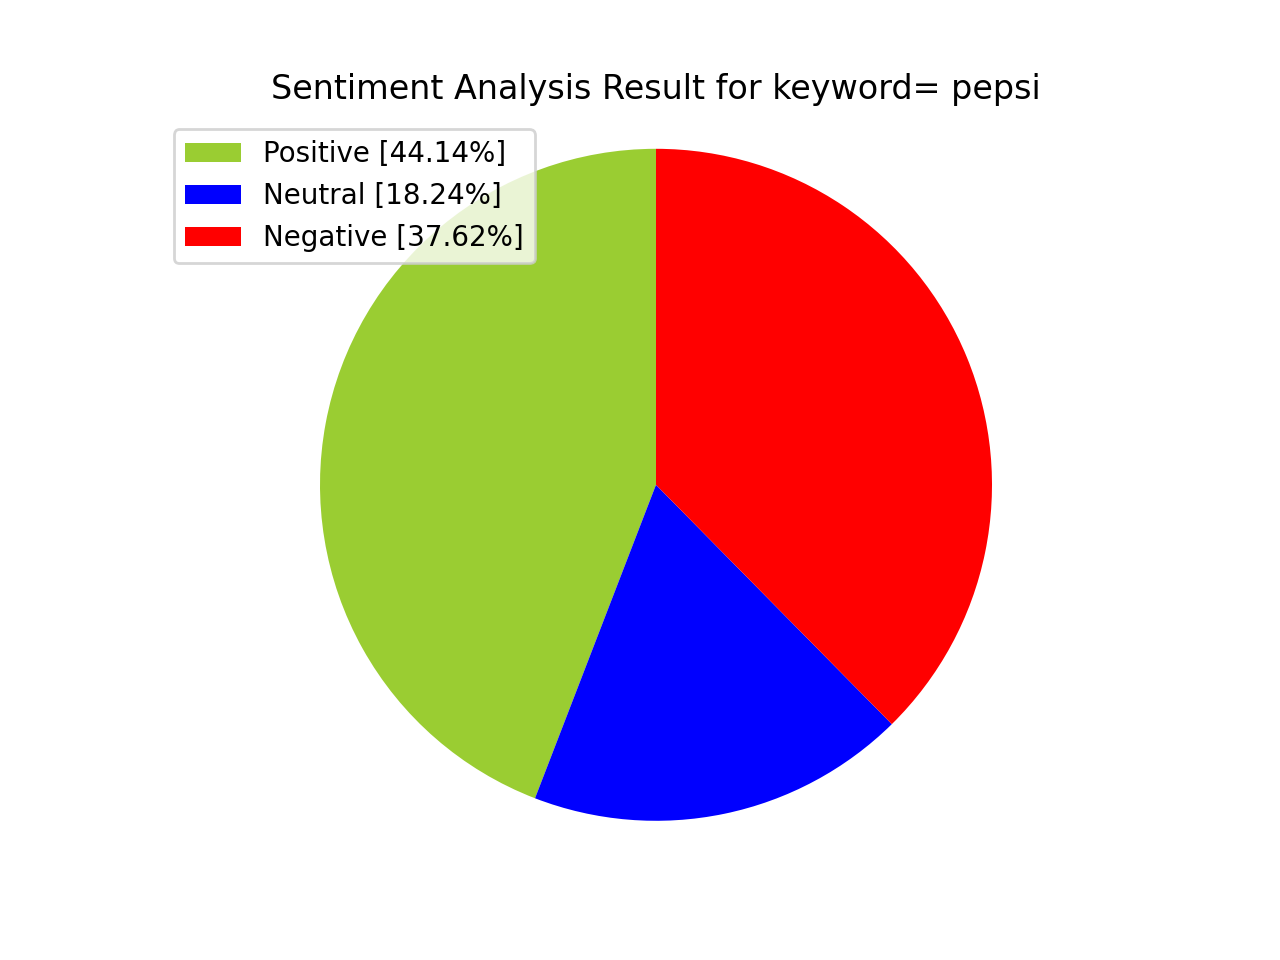 Sentiment Analysis Result for keyword= pepsi
Positive [44.14%]
Neutral [18.24%]
Negative [37.62%]